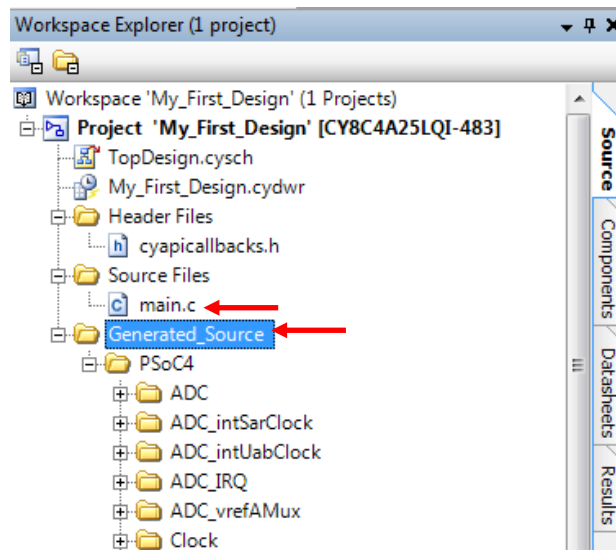 Workspace Explorer (1 project)
Workspace 'My_First_Design' (1 Projects)
Project 'My_First_Design' [CY8C4A25LQI-483]
TopDesign.cysch
My_First_Design.cydwr
Header Files
h cyapicallbacks.h
Source Files
c main.c
Generated_Source
PSoC4
ADC
ADC_intSarClock
ADC_intUabClock
ADC_IRQ
ADC_vrefAMux
Clock
Source
Components
Datasheets
Results